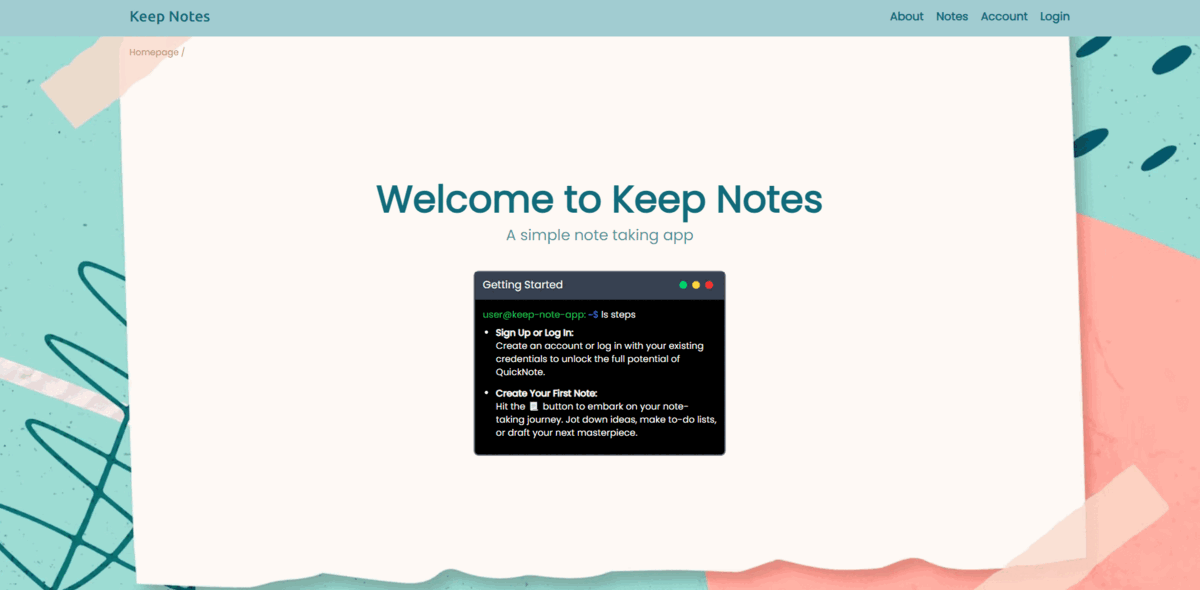 Keep Notes
About Notes Account Login
Homepage /
Welcome to Keep Notes
A simple note taking app
Getting Started
user@keep-note-app: ~$ ls steps
Sign Up or Log In:
Create an account or log in with your existing
credentials to unlock the full potential of
QuickNote.
Create Your First Note:
Hit the button to embark on your note-
taking journey. Jot down ideas, make to-do lists,
or draft your next masterpiece.